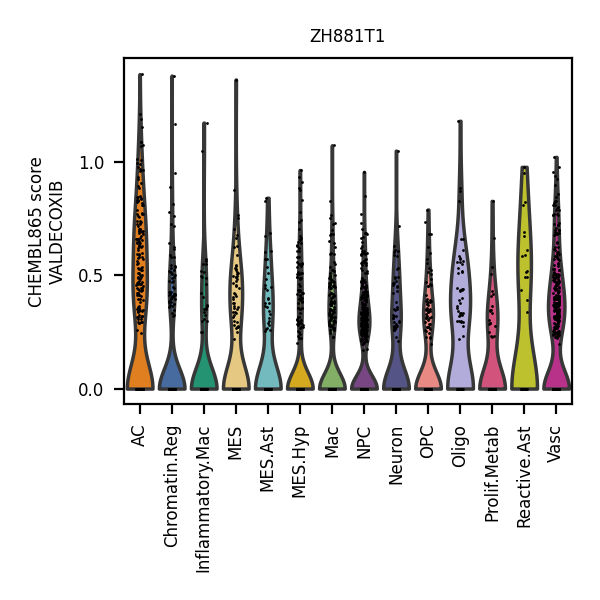 ZH881T1
CHEMBL865 score
VALDECOXIB
1.0
0.5
0.0
AC
Chromatin.Reg
Inflammatory.Mac
MES
MES.Ast
MES.Hyp
Mac
NPC
Neuron
OPC
Oligo
Prolif.Metab
Reactive.Ast
Vasc